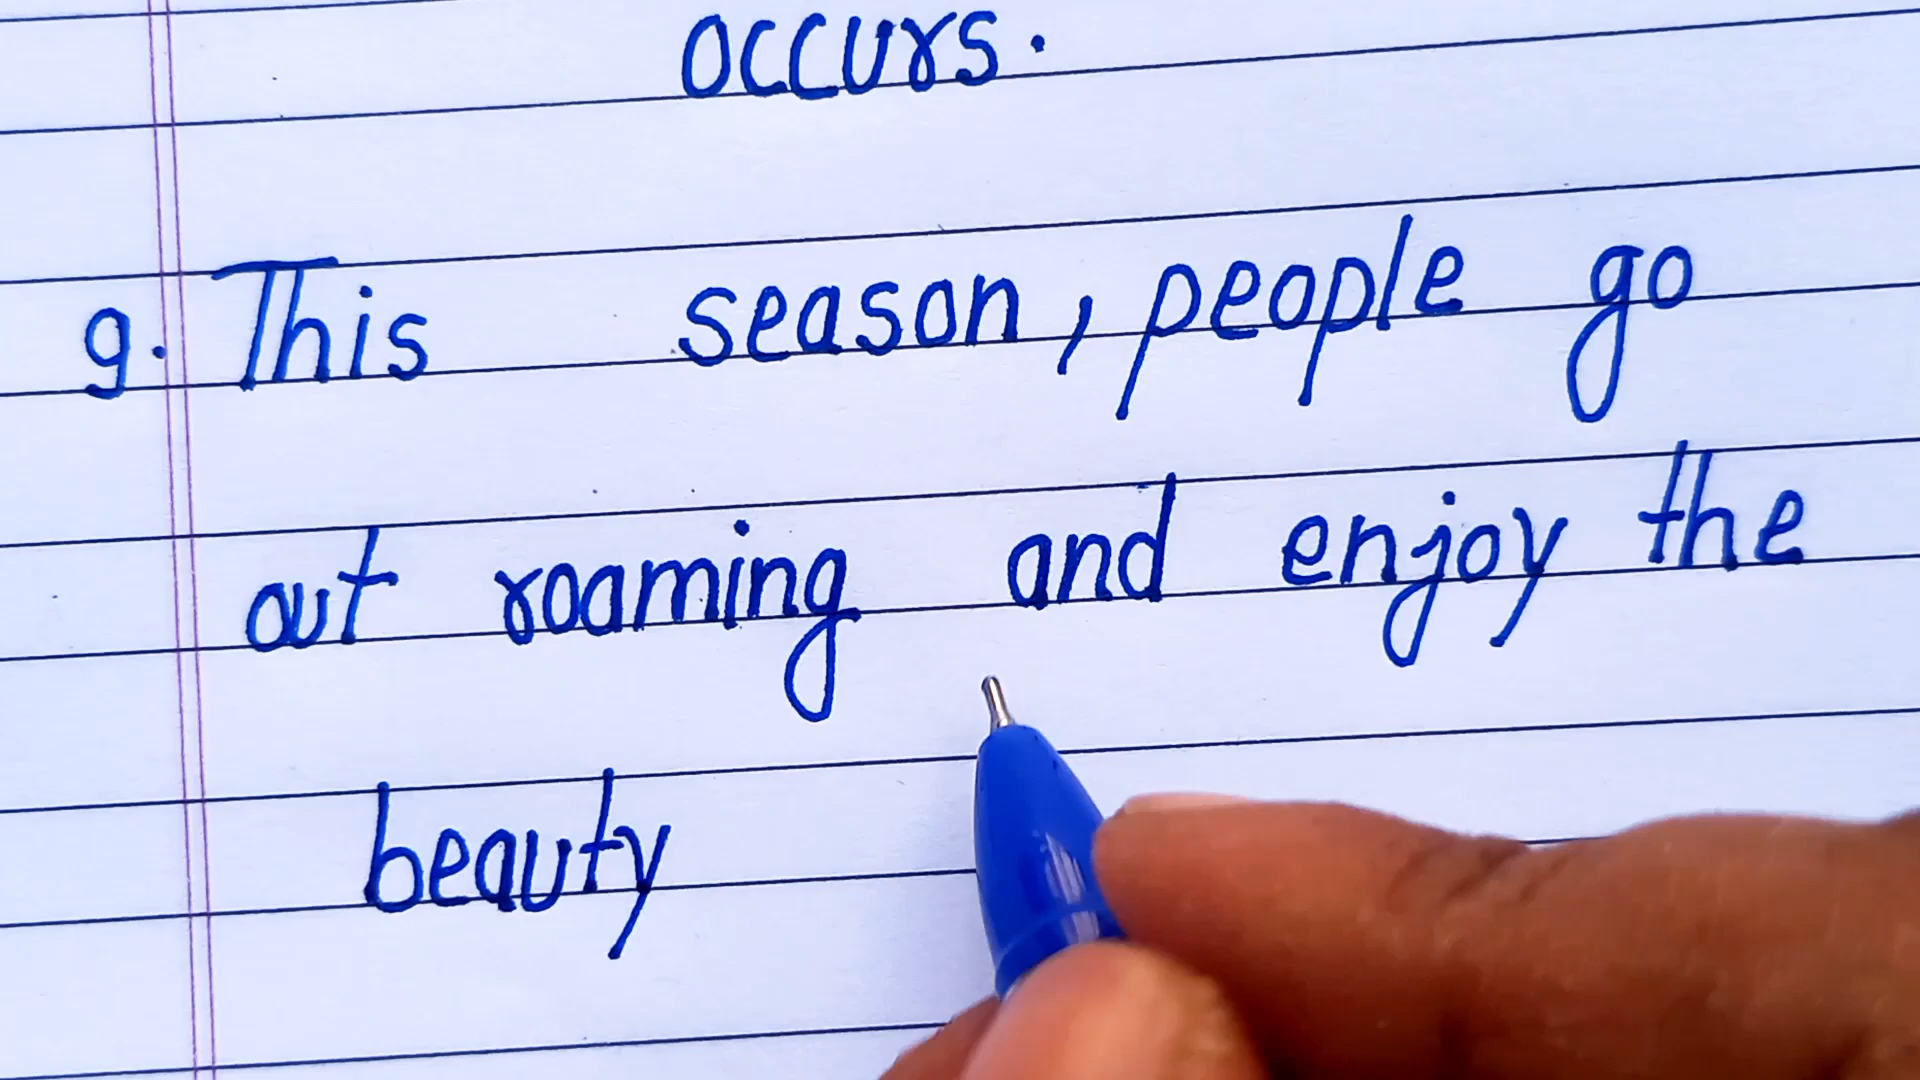 occurs.
9. This season, people go
out roaming and enjoy the
beauty